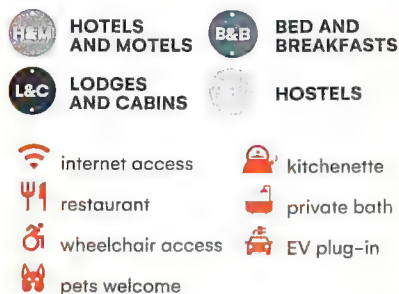 H&M HOTELS AND MOTELS
B&B BED AND BREAKFASTS
L&C LODGES AND CABINS
HOSTELS
internet access
restaurant
wheelchair access
pets welcome
kitchenette
private bath
EV plug-in